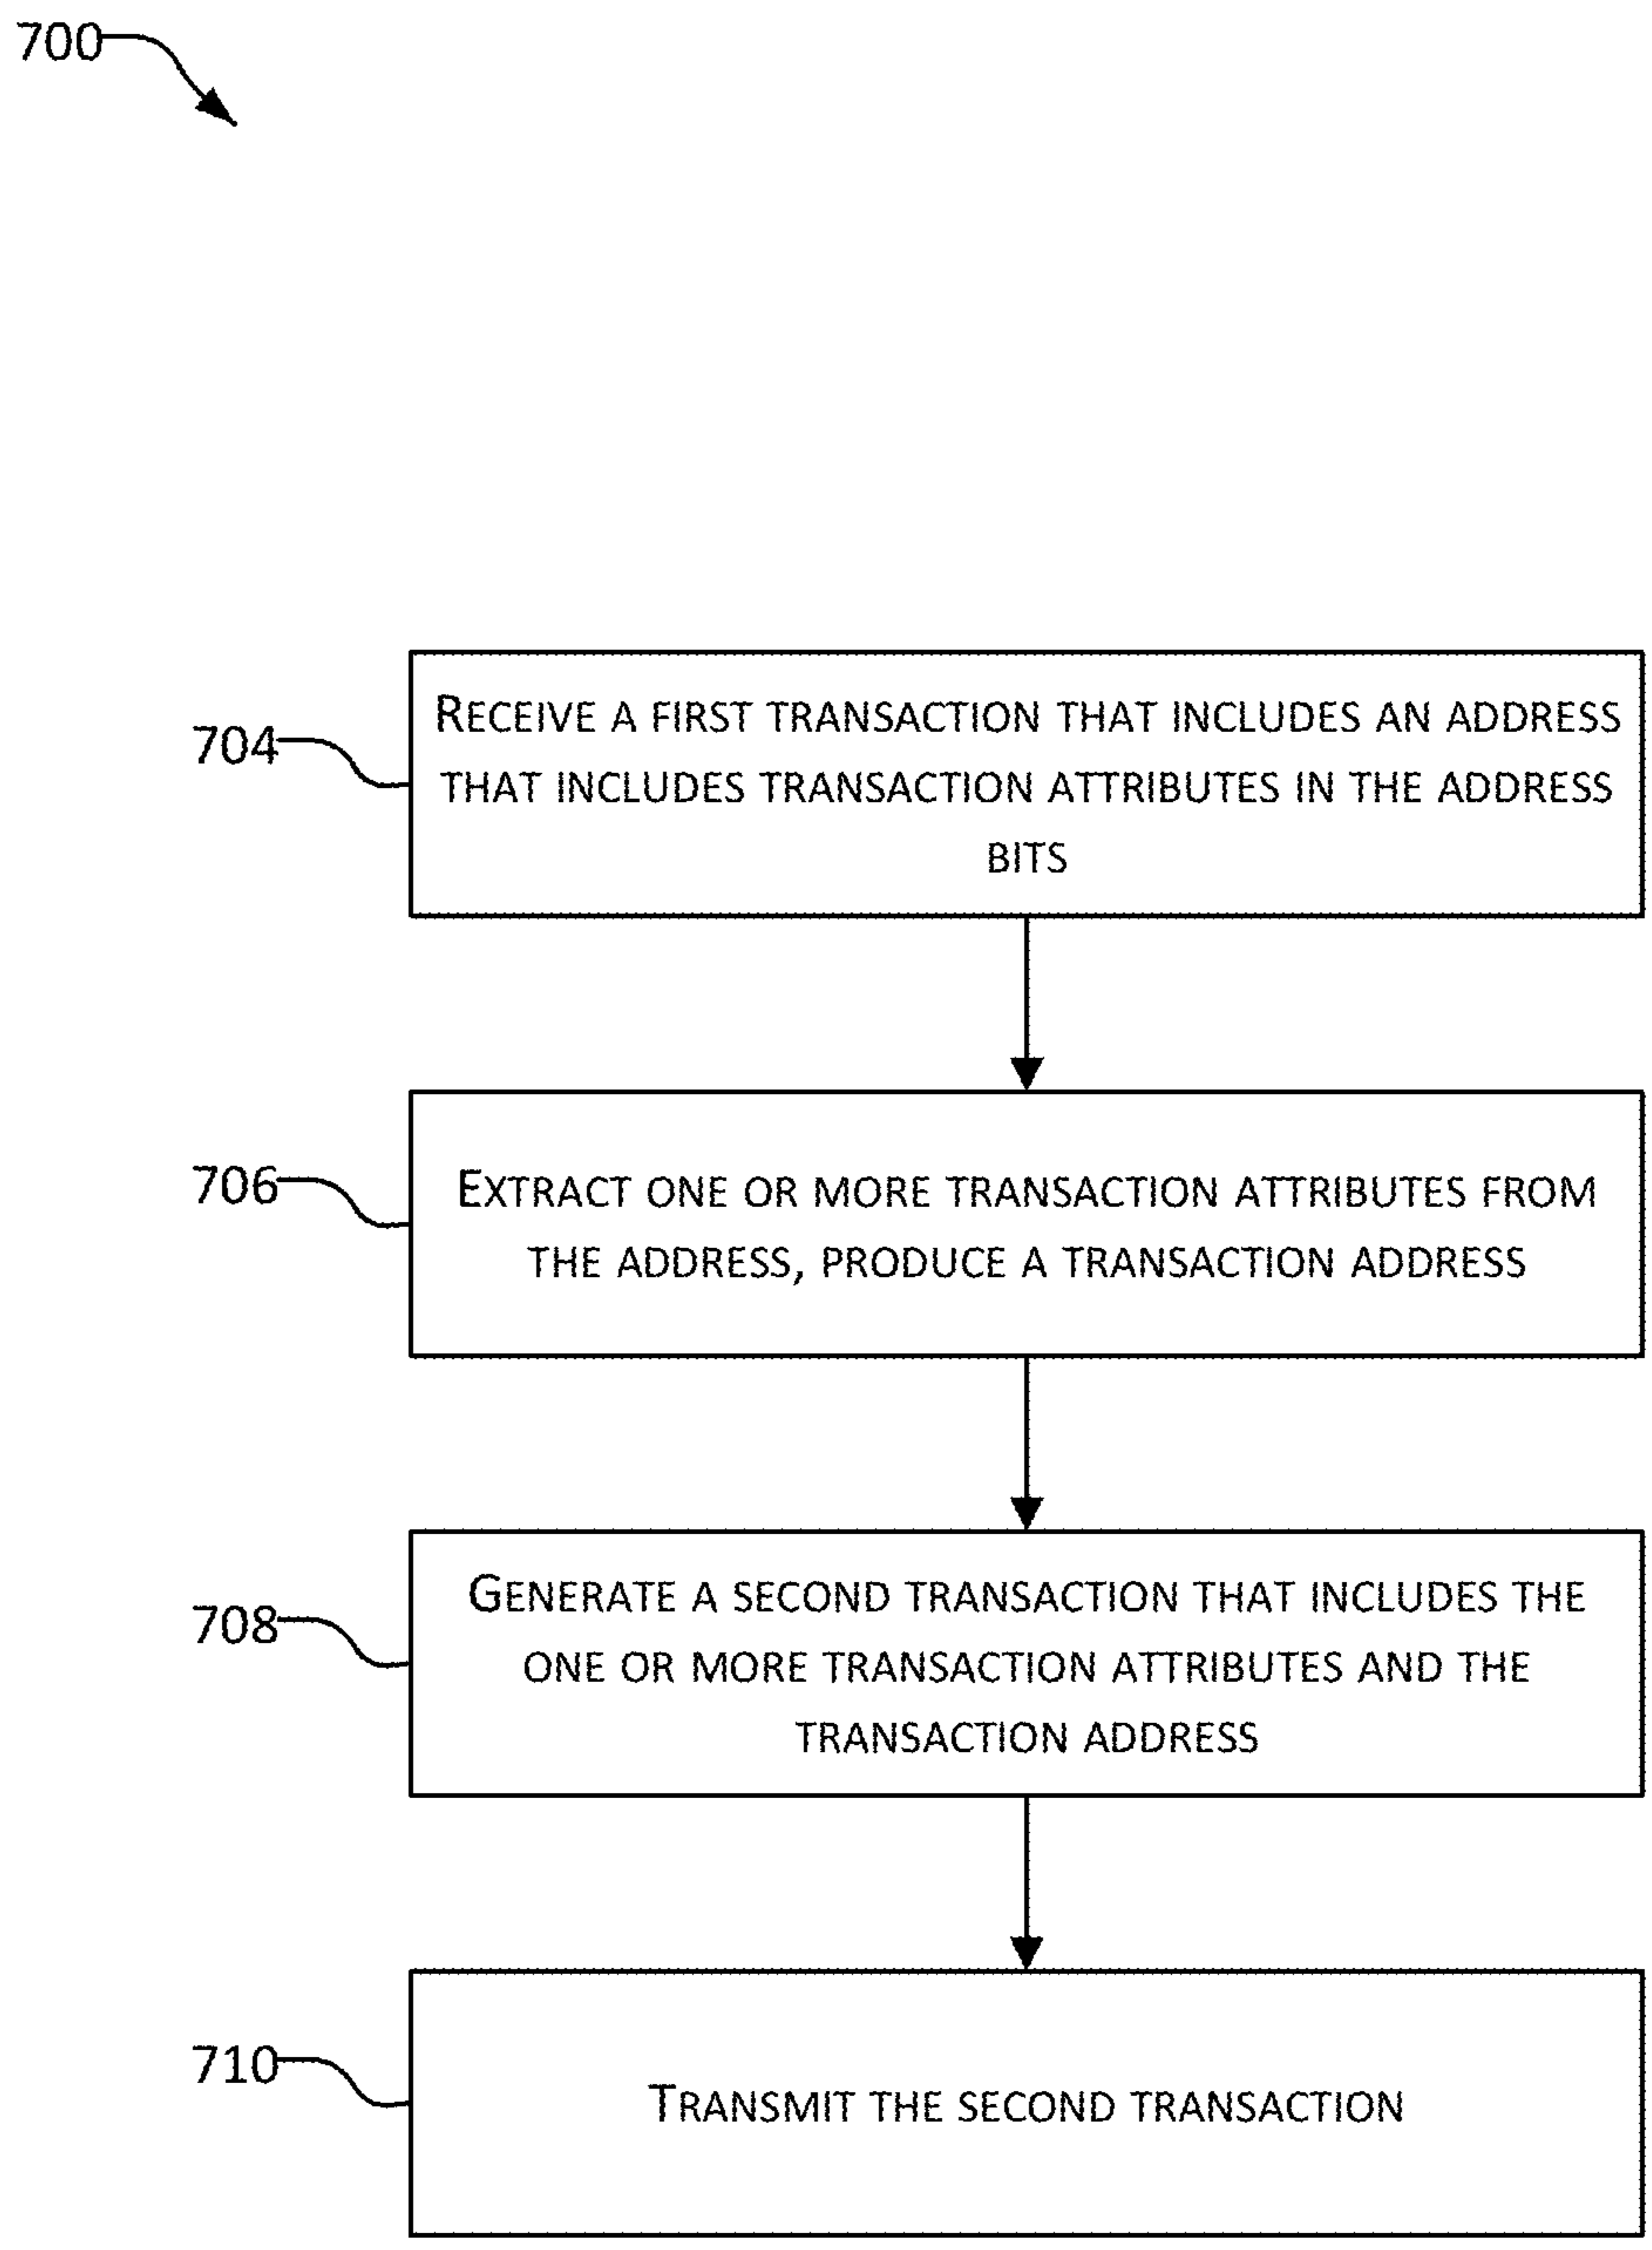 700
704
RECEIVE A FIRST TRANSACTION THAT INCLUDES AN ADDRESS
THAT INCLUDES TRANSACTION ATTRIBUTES IN THE ADDRESS
BITS
706
EXTRACT ONE OR MORE TRANSACTION ATTRIBUTES FROM
THE ADDRESS, PRODUCE A TRANSACTION ADDRESS
708
GENERATE A SECOND TRANSACTION THAT INCLUDES THE
ONE OR MORE TRANSACTION ATTRIBUTES AND THE
TRANSACTION ADDRESS
710
TRANSMIT THE SECOND TRANSACTION